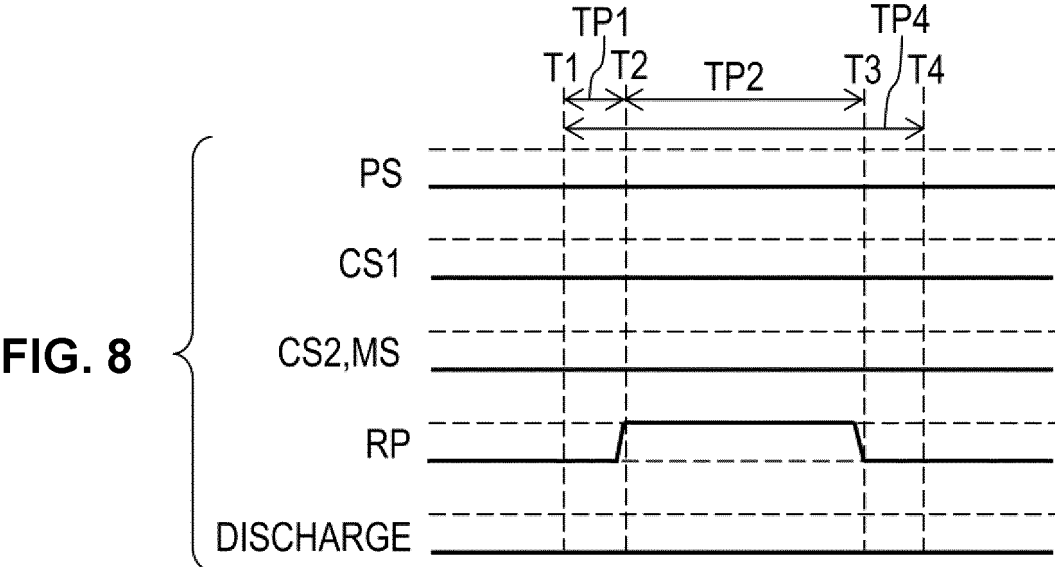 TP1 TP4
T1 T2 TP2 T3 T4
PS
CS1
CS2,MS
FIG. 8
RP
DISCHARGE